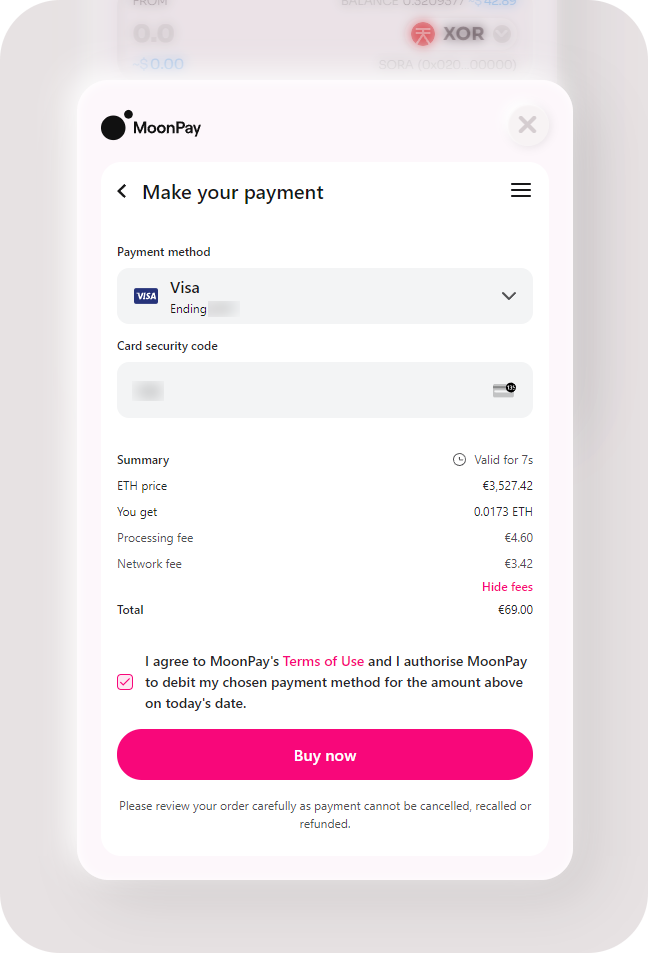 FROM
BALANCE 0.3209377 ~$ 42.89
0.0
XOR
~$0.00
SORA (0x020...00000)
MoonPay
Make your payment
Payment method
VISA
Visa
Ending
Card security code
135
Summary
Valid for 7s
ETH price
€3,527.42
You get
0.0173 ETH
Processing fee
€4.60
Network fee
€3.42
Hide fees
Total
€69.00
I agree to MoonPay's Terms of Use and I authorise MoonPay
to debit my chosen payment method for the amount above
on today's date.
Buy now
Please review your order carefully as payment cannot be cancelled, recalled or
refunded.